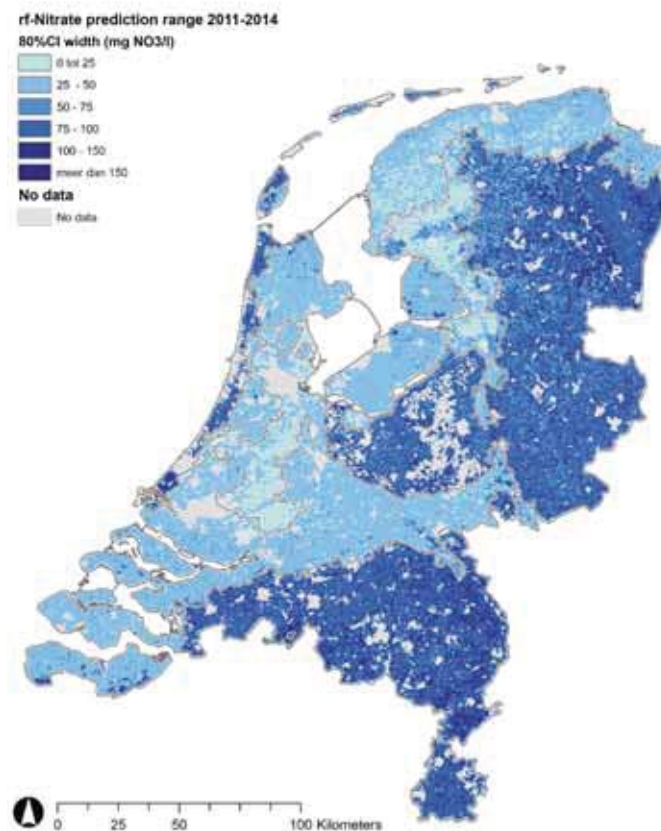 rf-Nitrate prediction range 2011-2014
80%CI width (mg NO3/l)
0 tot 25
25 - 50
50 - 75
75 - 100
100 - 150
meer dan 150
No data
No data
0 25 50 100 Kilometers